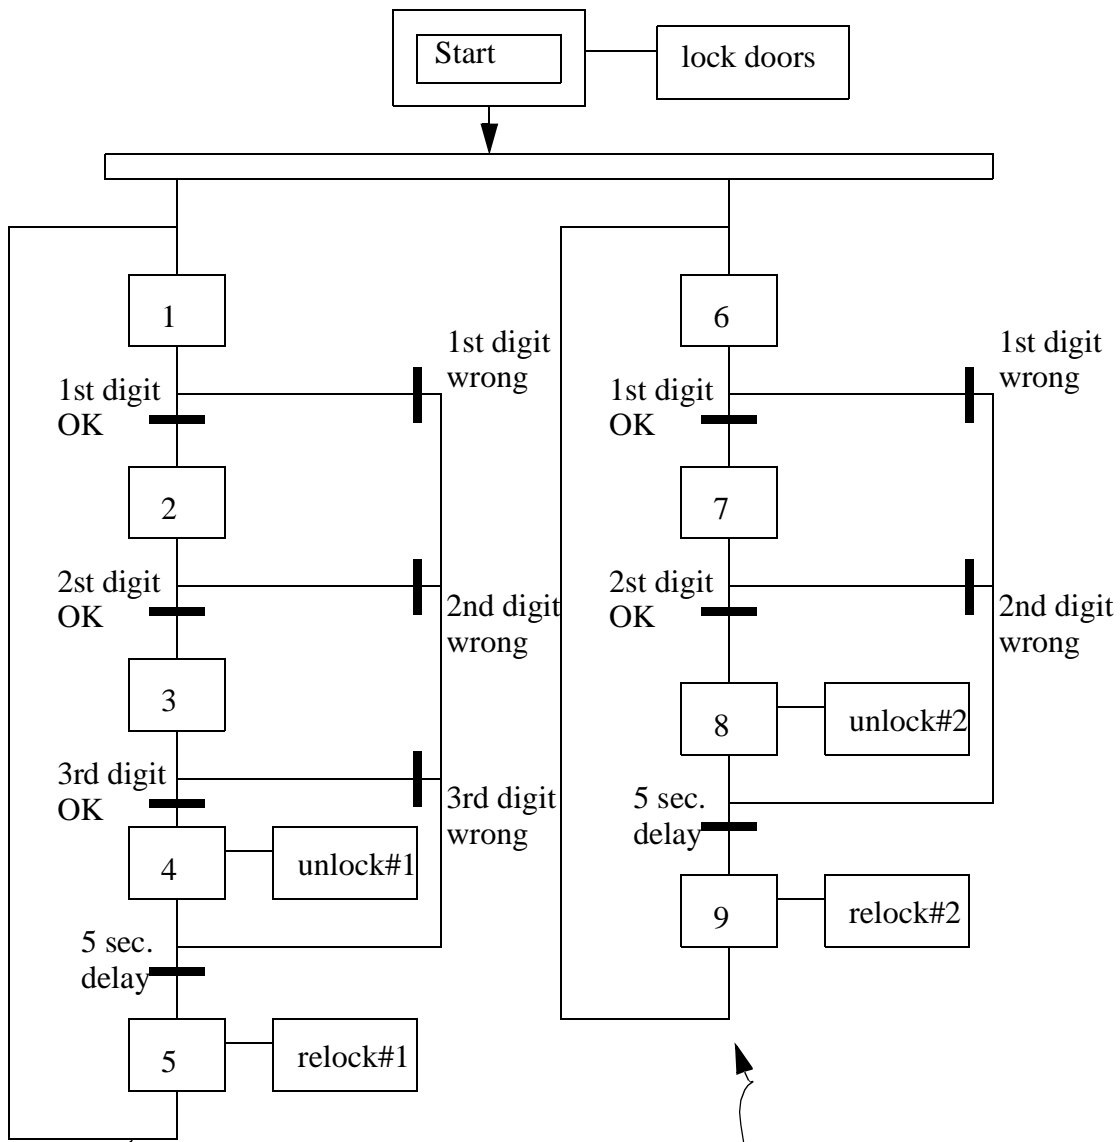 Start
lock doors
1
1st digit
OK
1st digit
wrong
2
2st digit
OK
2nd digit
wrong
3
3rd digit
OK
3rd digit
wrong
4
unlock#1
5 sec.
delay
5
relock#1
6
1st digit
OK
1st digit
wrong
7
2st digit
OK
2nd digit
wrong
8
unlock#2
5 sec.
delay
9
relock#2